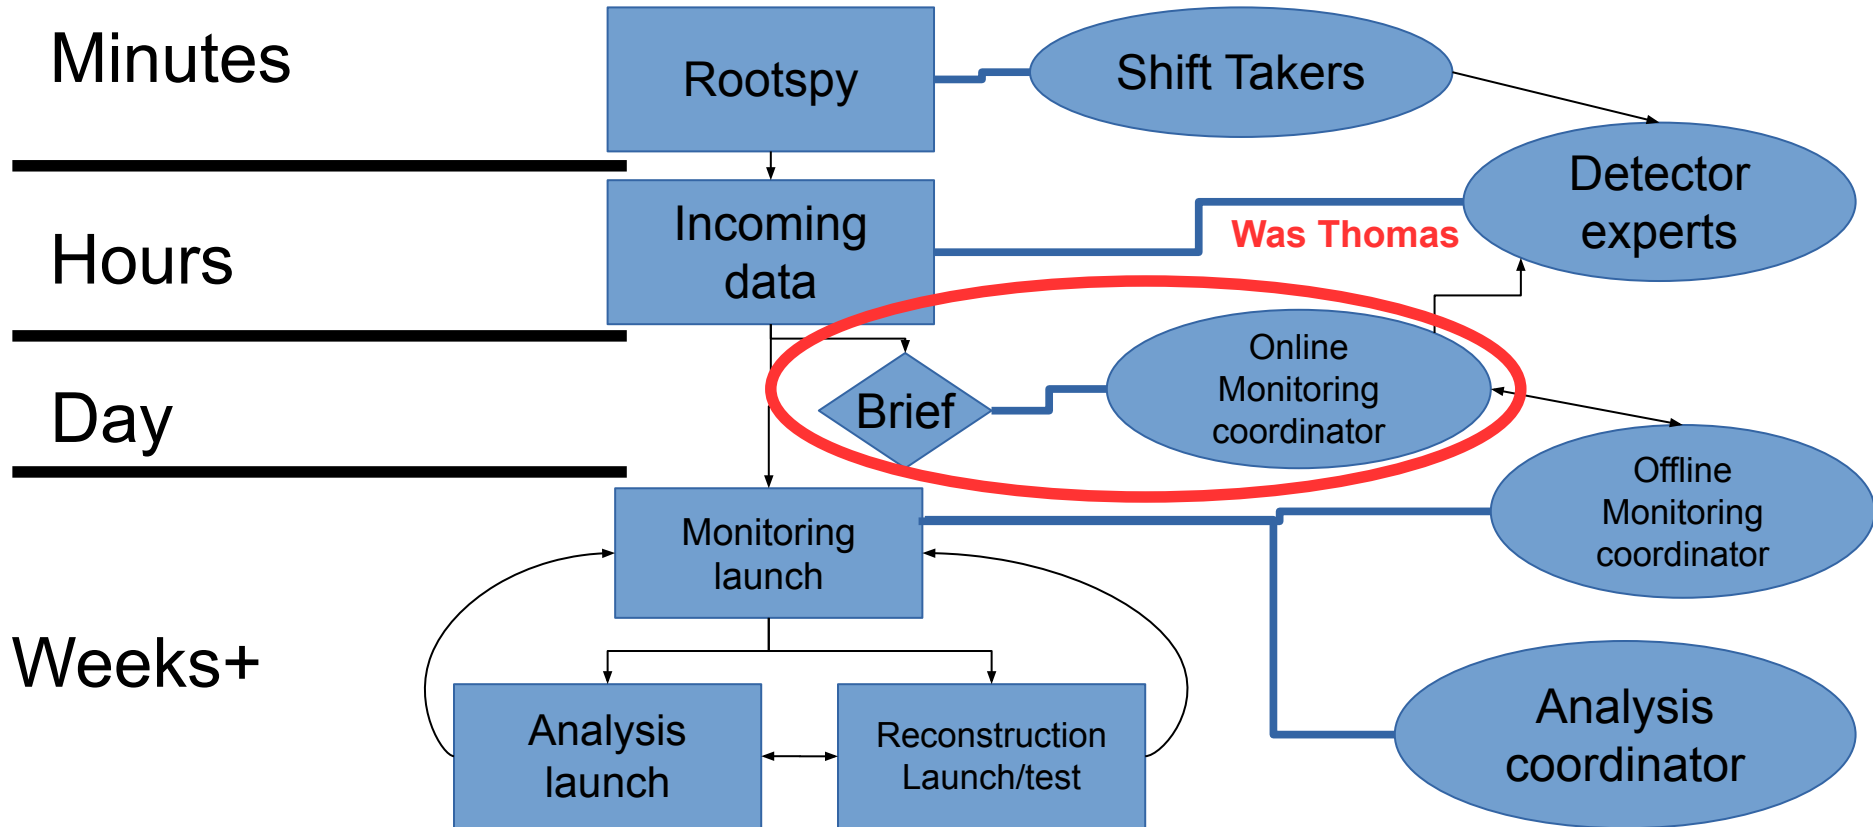 Minutes
Rootspy
Shift Takers
Detector
experts
Hours
Incoming
data
Was Thomas
Day
Brief
Online
Monitoring
coordinator
Offline
Monitoring
coordinator
Monitoring
launch
Weeks+
Analysis
launch
Reconstruction
Launch/test
Analysis
coordinator